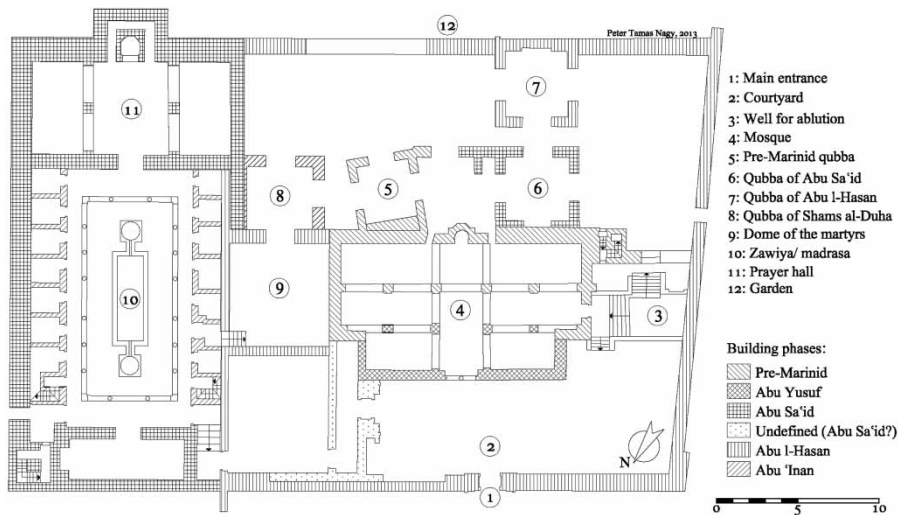 12
Peter Tamas Nagy, 2013
11
7
8
5
6
9
4
3
10
2
1
N
1: Main entrance
2: Courtyard
3: Well for ablution
4: Mosque
5: Pre-Marinid qubba
6: Qubba of Abu Sa'id
7: Qubba of Abu l-Hasan
8: Qubba of Shams al-Duha
9: Dome of the martyrs
10: Zawiya/ madrasa
11: Prayer hall
12: Garden
Building phases:
Pre-Marinid
Abu Yusuf
Abu Sa'id
Undefined (Abu Sa'id?)
Abu l-Hasan
Abu 'Inan
0 5 10